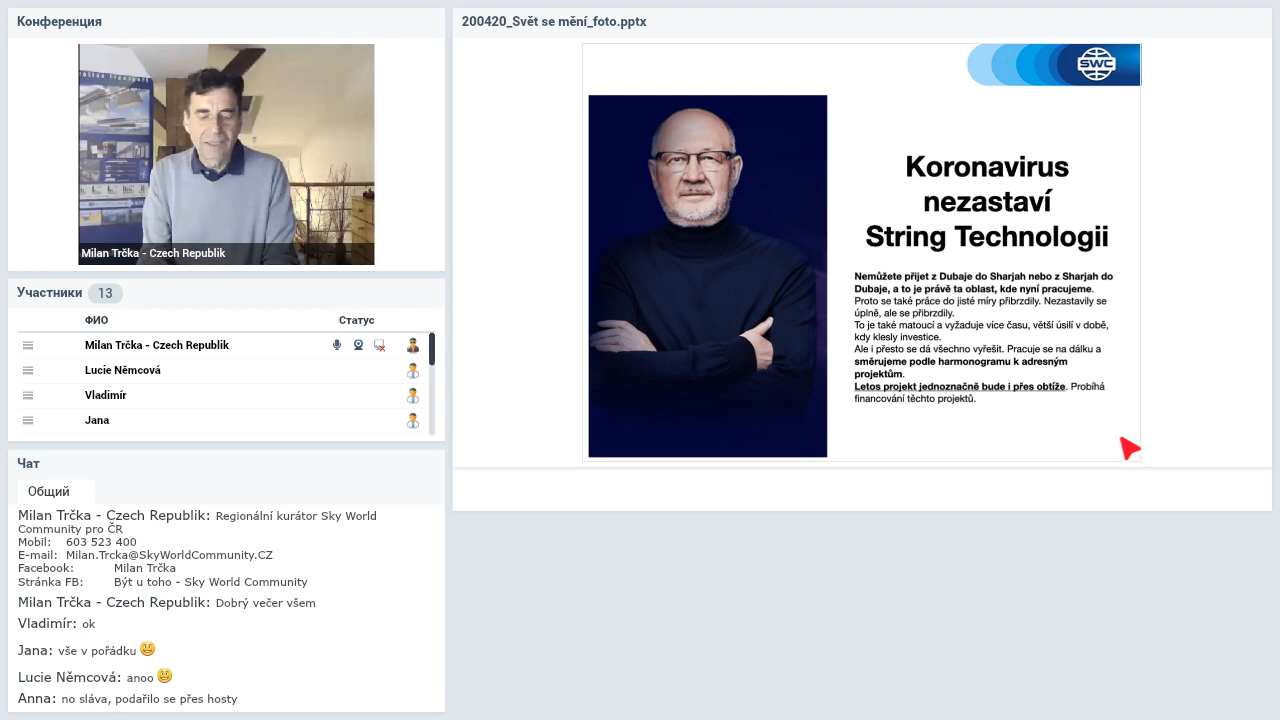 Конференция
Milan Trčka - Czech Republik
Участники 13
ФИО Статус
Milan Trčka - Czech Republik
Lucie Němcová
Vladimír
Jana
Чат
Общий
Milan Trčka - Czech Republik: Regionální kurátor Sky World
Community pro ČR
Mobil: 603 523 400
E-mail: Milan.Trcka@SkyWorldCommunity.CZ
Facebook: Milan Trčka
Stránka FB: Být u toho - Sky World Community
Milan Trčka - Czech Republik: Dobrý večer všem
Vladimír: ok
Jana: vše v pořádku
Lucie Němcová: anoo
Anna: no sláva, podařilo se přes hosty
200420_Svět se mění_foto.pptx
SWC
Koronavirus
nezastaví
String Technologii
Nemůžete přijet z Dubaje do Sharjah nebo z Sharjah do
Dubaje, a to je právě ta oblast, kde nyní pracujeme.
Proto se také práce do jisté míry přibrzdily. Nezastavily se
úplně, ale se přibrzdily.
To je také matoucí a vyžaduje více času, větší úsilí v době,
kdy klesly investice.
Ale i přesto se dá všechno vyřešit. Pracuje se na dálku a
směrujeme podle harmonogramu k adresným
projektům.
Letos projekt jednoznačně bude i přes obtíže. Probíhá
financování těchto projektů.